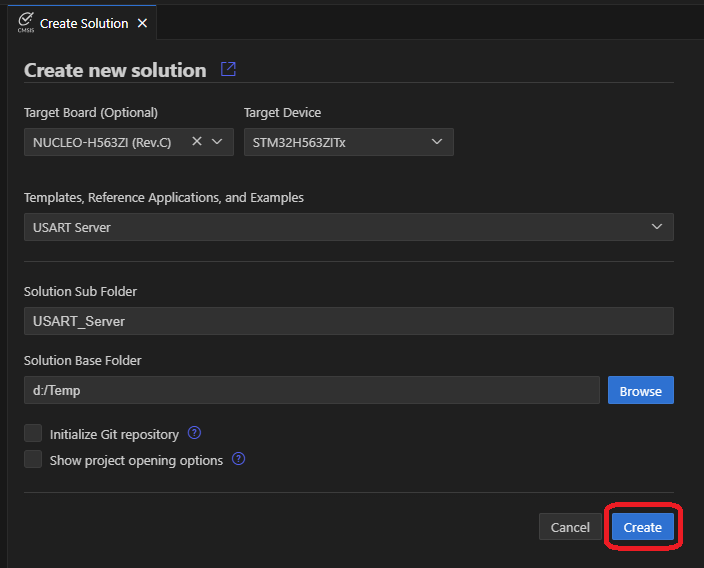 CMSIS
Create Solution
Create new solution
Target Board (Optional) Target Device
NUCLEO-H563ZI (Rev.C) STM32H563ZITx
Templates, Reference Applications, and Examples
USART Server
Solution Sub Folder
USART_Server
Solution Base Folder
d:/Temp Browse
Initialize Git repository ?
Show project opening options ?
Cancel Create